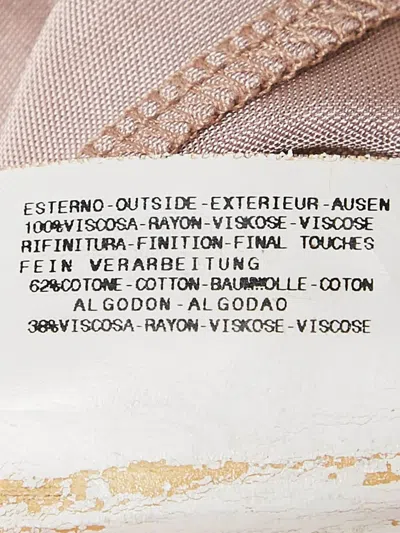 ESTERNO-OUTSIDE-EXTERIEUR-AUSEN
100%VISCOSA-RAYON-VISKOSE-VISCOSE
RIFINITURA-FINITION-FINAL TOUCHES
FEIN VERARBEITUNG
62%COTONE-COTTON-BAUMWOLLE-COTON
ALGODON-ALGODAO
38%VISCOSA-RAYON-VISKOSE-VISCOSE